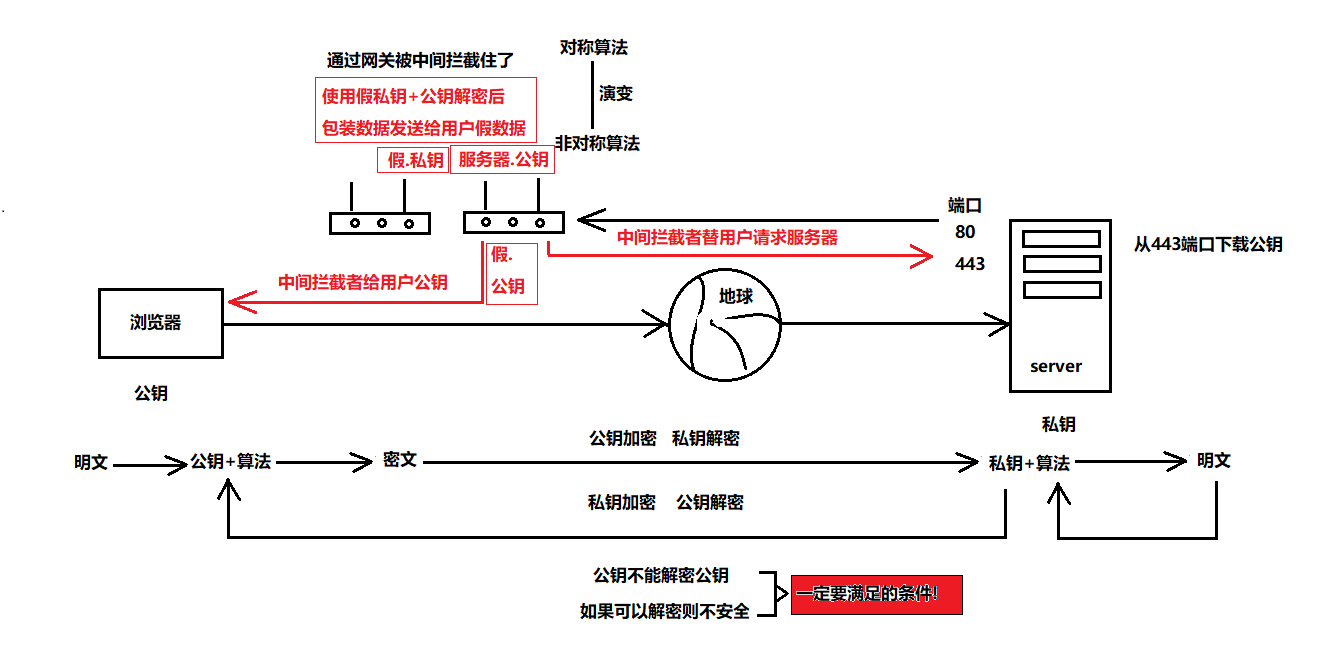 对称算法
通过网关被中间拦截住了
使用假私钥+公钥解密后
包装数据发送给用户假数据
演变
非对称算法
假.私钥
服务器.公钥
端口
80
443
从443端口下载公钥
中间拦截者替用户请求服务器
假.
公钥
中间拦截者给用户公钥
地球
浏览器
server
公钥
私钥
公钥加密 私钥解密
明文
公钥+算法
密文
私钥+算法
明文
私钥加密 公钥解密
公钥不能解密公钥
如果可以解密则不安全
一定要满足的条件!